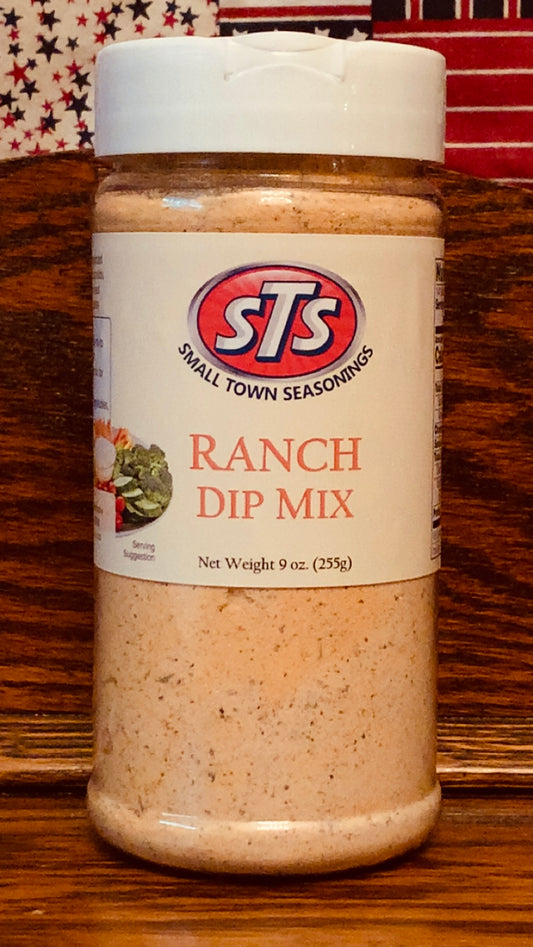 STS
SMALL TOWN SEASONINGS
RANCH
DIP MIX
Serving
Suggestion
Net Weight 9 oz. (255g)